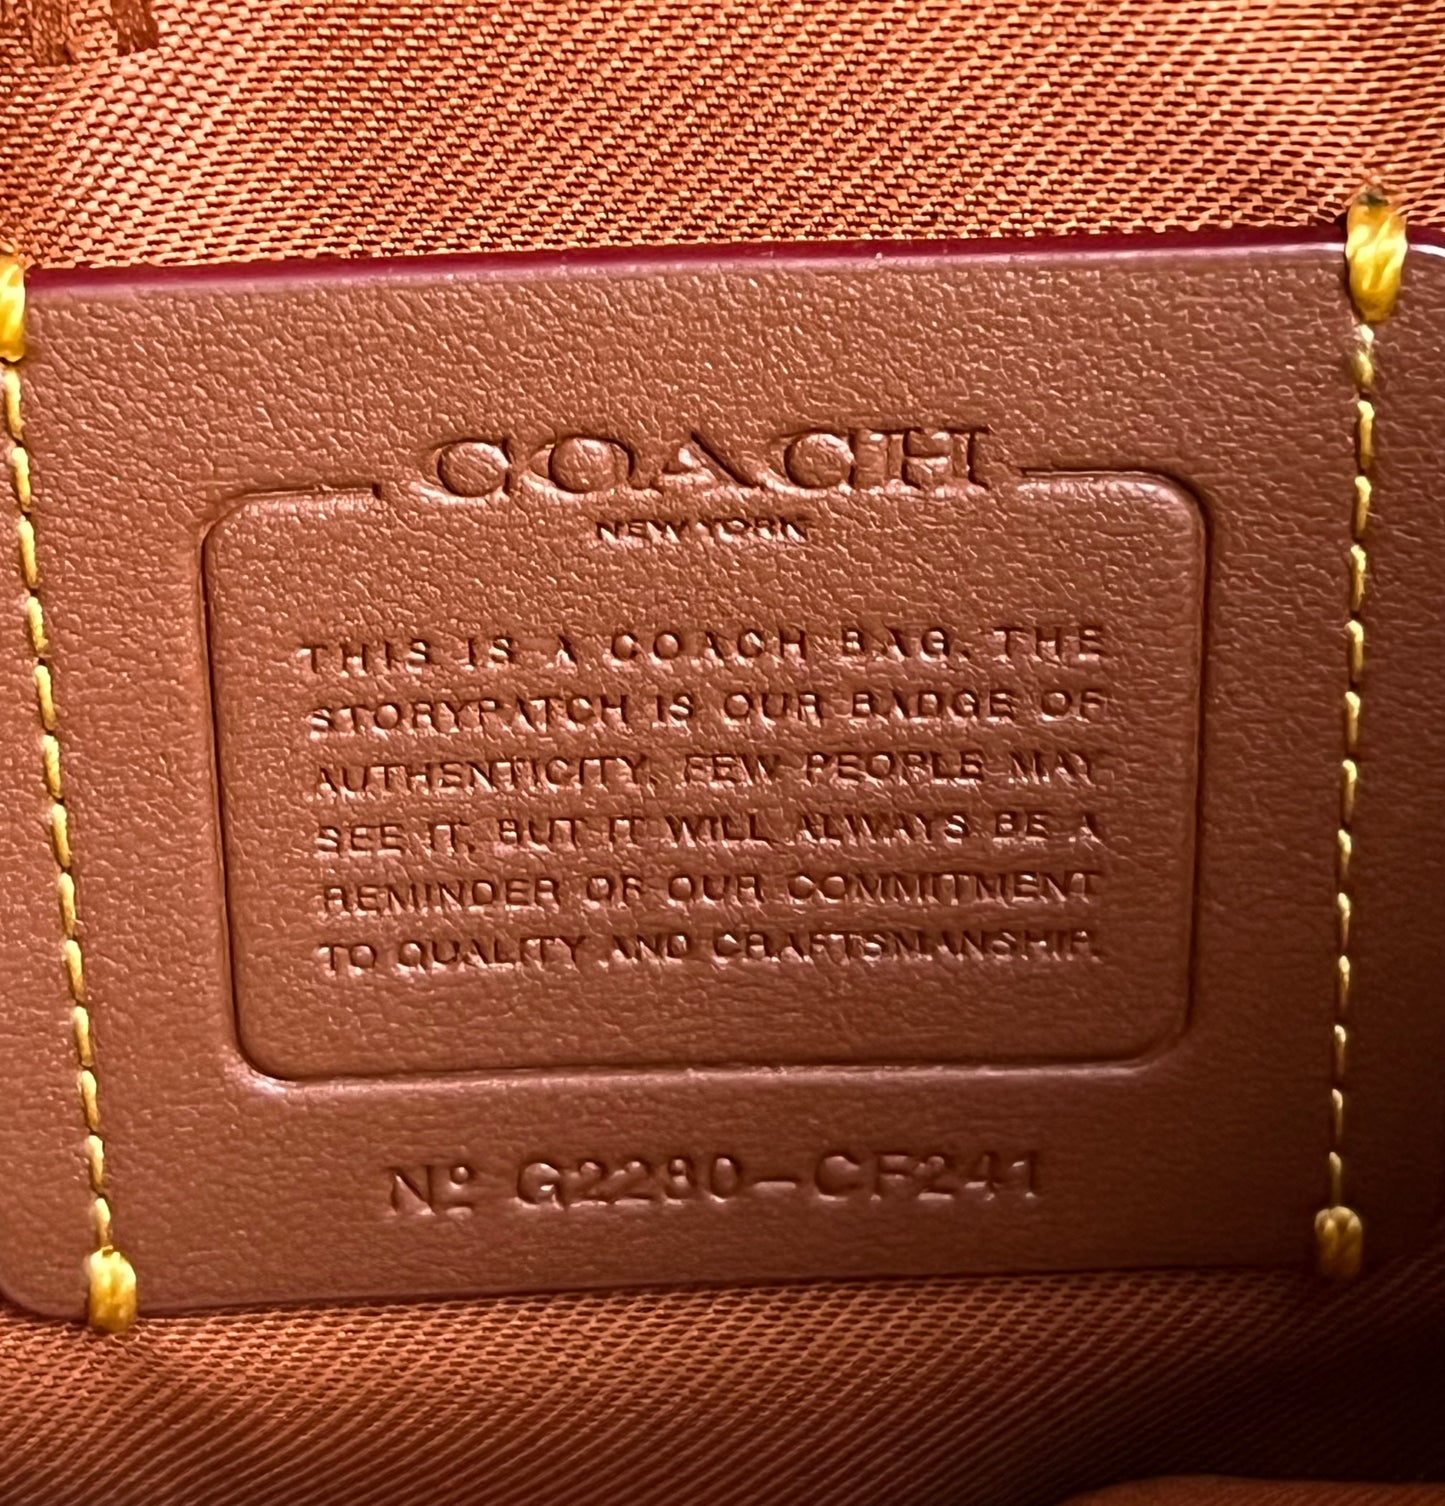 COACH
NEW YORK
THIS IS A COACH BAG. THE
STORYPATCH IS OUR BADGE OF
AUTHENTICITY. FEW PEOPLE MAY
SEE IT, BUT IT WILL ALWAYS BE A
REMINDER OF OUR COMMITMENT
TO QUALITY AND CRAFTSMANSHIP.
Nº G2280-CF241